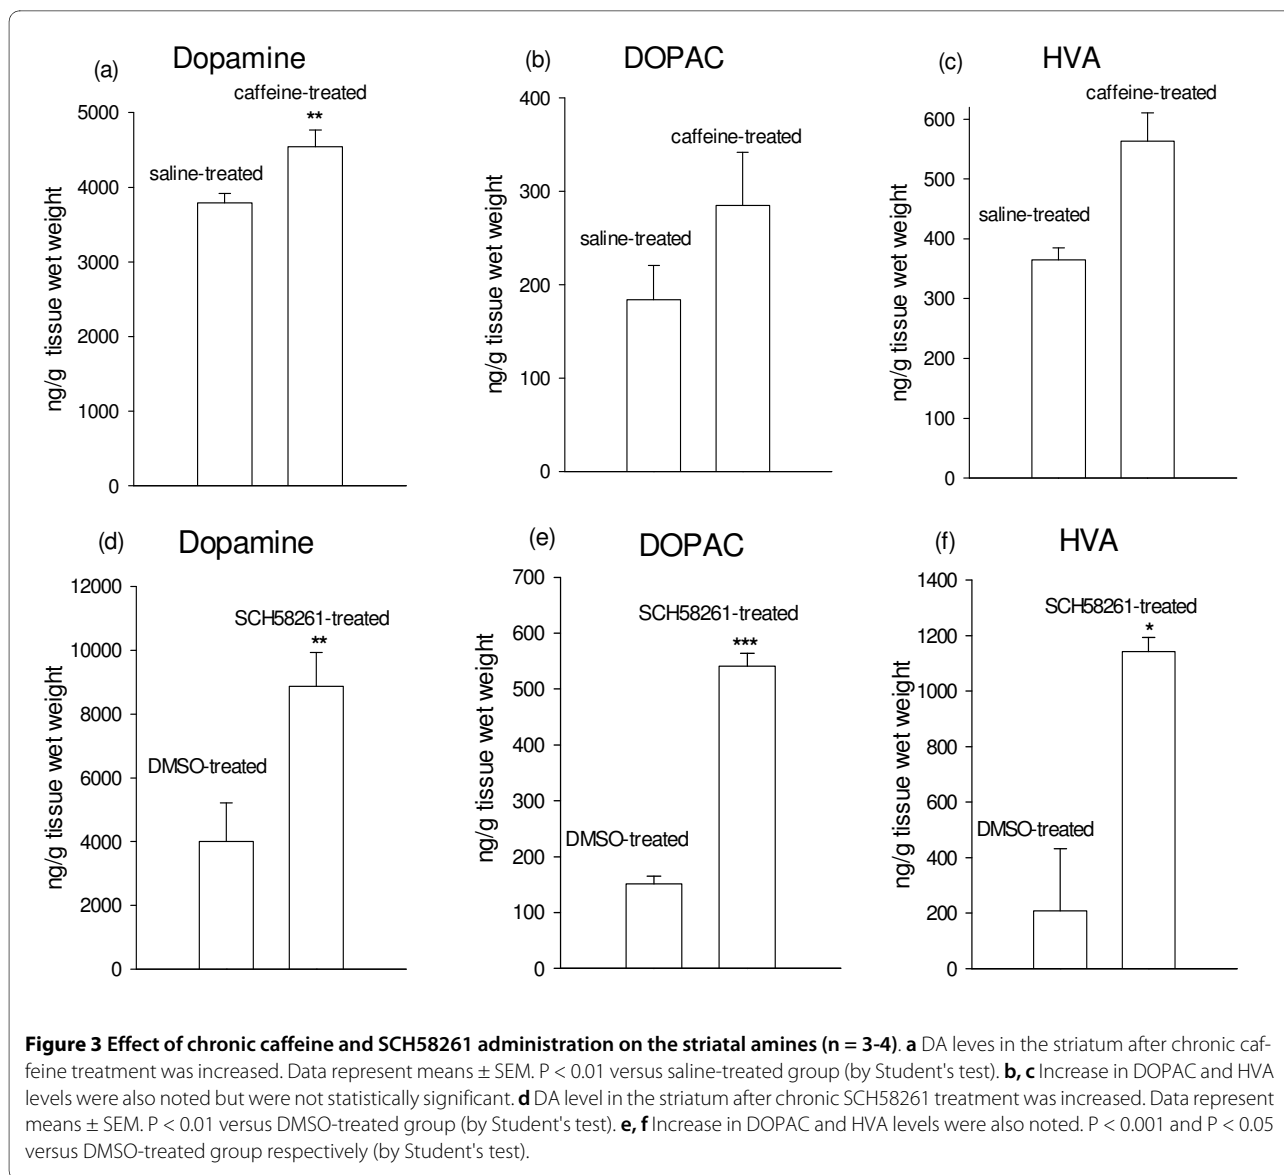 (a) Dopamine
caffeine-treated
**
saline-treated
ng/g tissue wet weight
5000
4000
3000
2000
1000
0
(b) DOPAC
caffeine-treated
saline-treated
ng/g tissue wet weight
400
300
200
100
0
(c) HVA
caffeine-treated
saline-treated
ng/g tissue wet weight
600
500
400
300
200
100
0
(d) Dopamine
SCH58261-treated
**
DMSO-treated
ng/g tissue wet weight
12000
10000
8000
6000
4000
2000
0
(e) DOPAC
SCH58261-treated
***
DMSO-treated
ng/g tissue wet weight
700
600
500
400
300
200
100
0
(f) HVA
SCH58261-treated
*
DMSO-treated
ng/g tissue wet weight
1400
1200
1000
800
600
400
200
0
Figure 3 Effect of chronic caffeine and SCH58261 administration on the striatal amines (n = 3-4). a DA leves in the striatum after chronic caf-
feine treatment was increased. Data represent means ± SEM. P < 0.01 versus saline-treated group (by Student's test). b, c Increase in DOPAC and HVA
levels were also noted but were not statistically significant. d DA level in the striatum after chronic SCH58261 treatment was increased. Data represent
means ± SEM. P < 0.01 versus DMSO-treated group (by Student's test). e, f Increase in DOPAC and HVA levels were also noted. P < 0.001 and P < 0.05
versus DMSO-treated group respectively (by Student's test).